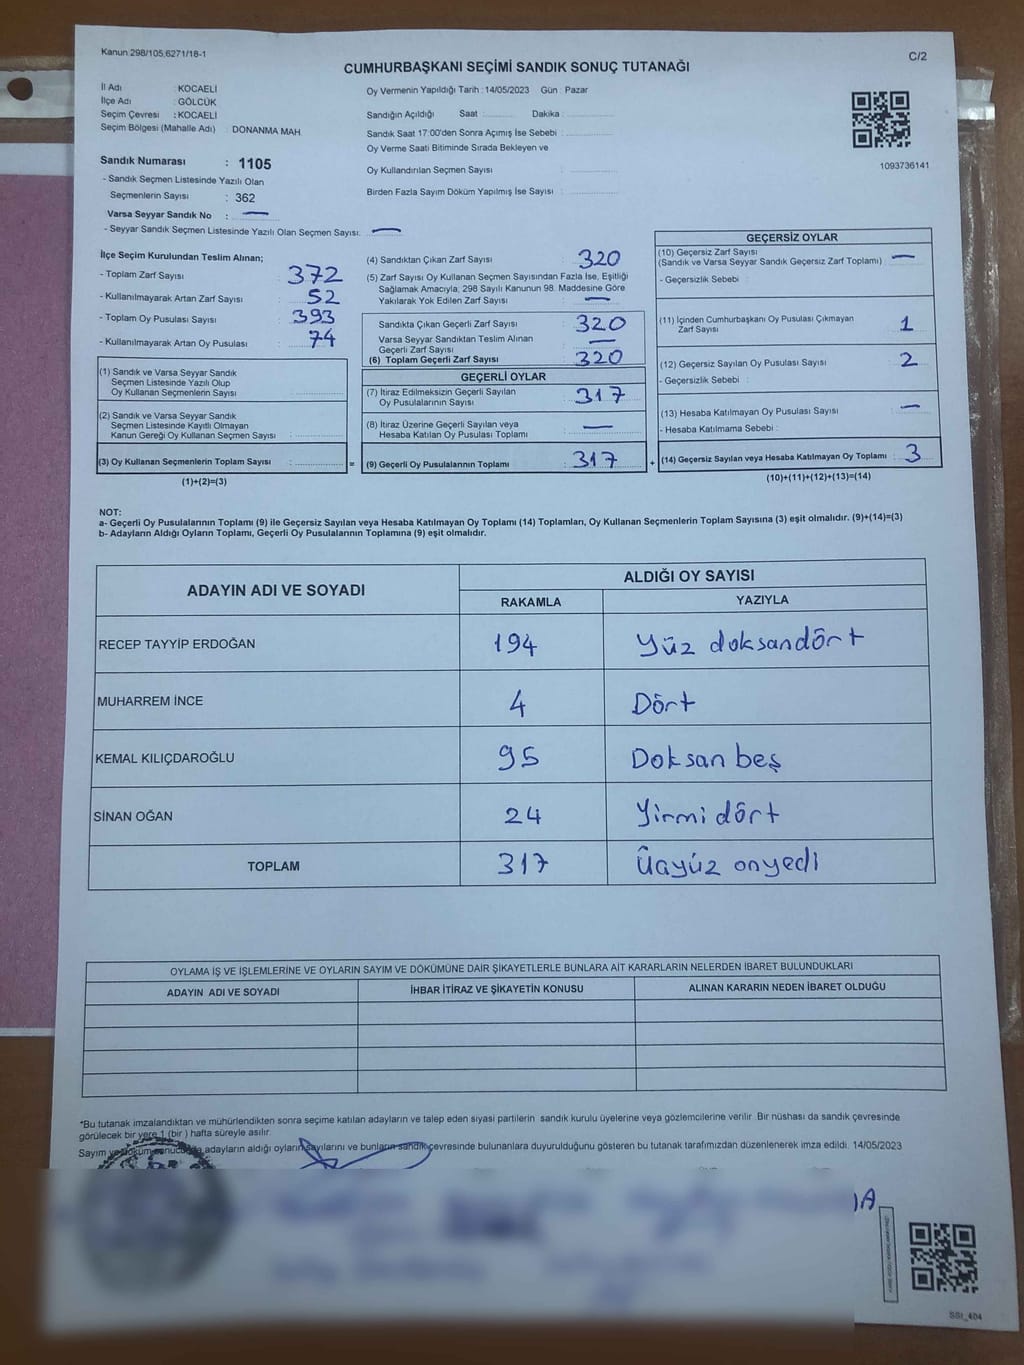 Kanun 298/105,6271/18-1
C/2
CUMHURBAŞKANI SEÇİMİ SANDIK SONUÇ TUTANAĞI
İl Adı : KOCAELİ
İlçe Adı : GÖLCÜK
Seçim Çevresi : KOCAELİ
Seçim Bölgesi (Mahalle Adı) : DONANMA MAH.
Sandık Numarası : 1105
- Sandık Seçmen Listesinde Yazılı Olan
Seçmenlerin Sayısı : 362
Varsa Seyyar Sandık No : —
- Seyyar Sandık Seçmen Listesinde Yazılı Olan Seçmen Sayısı: —
Oy Vermenin Yapıldığı Tarih : 14/05/2023 Gün : Pazar
Sandığın Açıldığı Saat Dakika :
Sandık Saat 17:00'den Sonra Açımış İse Sebebi :
Oy Verme Saati Bitiminde Sırada Bekleyen ve
Oy Kullandırılan Seçmen Sayısı :
Birden Fazla Sayım Döküm Yapılmış İse Sayısı :
1093736141
İlçe Seçim Kurulundan Teslim Alınan;
- Toplam Zarf Sayısı : 372
- Kullanılmayarak Artan Zarf Sayısı : 52
- Toplam Oy Pusulası Sayısı : 393
- Kullanılmayarak Artan Oy Pusulası : 74
(1) Sandık ve Varsa Seyyar Sandık
Seçmen Listesinde Yazılı Olup
Oy Kullanan Seçmenlerin Sayısı :
(2) Sandık ve Varsa Seyyar Sandık
Seçmen Listesinde Kayıtlı Olmayan
Kanun Gereği Oy Kullanan Seçmen Sayısı :
(3) Oy Kullanan Seçmenlerin Toplam Sayısı :
(1)+(2)=(3)
=
(4) Sandıktan Çıkan Zarf Sayısı : 320
(5) Zarf Sayısı Oy Kullanan Seçmen Sayısından Fazla İse, Eşitliği
Sağlamak Amacıyla, 298 Sayılı Kanunun 98. Maddesine Göre
Yakılarak Yok Edilen Zarf Sayısı : —
Sandıkta Çıkan Geçerli Zarf Sayısı : 320
Varsa Seyyar Sandıktan Teslim Alınan
Geçerli Zarf Sayısı : —
(6) Toplam Geçerli Zarf Sayısı : 320
GEÇERLİ OYLAR
(7) İtiraz Edilmeksizin Geçerli Sayılan
Oy Pusulalarının Sayısı : 317
(8) İtiraz Üzerine Geçerli Sayılan veya
Hesaba Katılan Oy Pusulası Toplamı : —
(9) Geçerli Oy Pusulalarının Toplamı : 317
+
GEÇERSİZ OYLAR
(10) Geçersiz Zarf Sayısı
(Sandık ve Varsa Seyyar Sandık Geçersiz Zarf Toplamı) : —
- Geçersizlik Sebebi :
(11) İçinden Cumhurbaşkanı Oy Pusulası Çıkmayan
Zarf Sayısı : 1
(12) Geçersiz Sayılan Oy Pusulası Sayısı : 2
- Geçersizlik Sebebi :
(13) Hesaba Katılmayan Oy Pusulası Sayısı : —
- Hesaba Katılmama Sebebi :
(14) Geçersiz Sayılan veya Hesaba Katılmayan Oy Toplamı : 3
(10)+(11)+(12)+(13)=(14)
NOT:
a- Geçerli Oy Pusulalarının Toplamı (9) ile Geçersiz Sayılan veya Hesaba Katılmayan Oy Toplamı (14) Toplamları, Oy Kullanan Seçmenlerin Toplam Sayısına (3) eşit olmalıdır. (9)+(14)=(3)
b- Adayların Aldığı Oyların Toplamı, Geçerli Oy Pusulalarının Toplamına (9) eşit olmalıdır.
ADAYIN ADI VE SOYADI ALDIĞI OY SAYISI
RAKAMLA YAZIYLA
RECEP TAYYİP ERDOĞAN 194 Yüz doksandört
MUHARREM İNCE 4 Dört
KEMAL KILIÇDAROĞLU 95 Doksan beş
SİNAN OĞAN 24 Yirmi dört
TOPLAM 317 Üçyüz onyedi
OYLAMA İŞ VE İŞLEMLERİNE VE OYLARIN SAYIM VE DÖKÜMÜNE DAİR ŞİKAYETLERLE BUNLARA AİT KARARLARIN NELERDEN İBARET BULUNDUKLARI
ADAYIN ADI VE SOYADI İHBAR İTİRAZ VE ŞİKAYETİN KONUSU ALINAN KARARIN NEDEN İBARET OLDUĞU
*Bu tutanak imzalandıktan ve mühürlendikten sonra seçime katılan adayların ve talep eden siyasi partilerin sandık kurulu üyelerine veya gözlemcilerine verilir. Bir nüshası da sandık çevresinde
görülecek bir yere 1 (bir) hafta süreyle asılır.
Sayım ve döküm sonucunda adayların aldığı oyların sayılarını ve bunların sandık çevresinde bulunanlara duyurulduğunu gösteren bu tutanak tarafımızdan düzenlenerek imza edildi. 14/05/2023
SSI_404